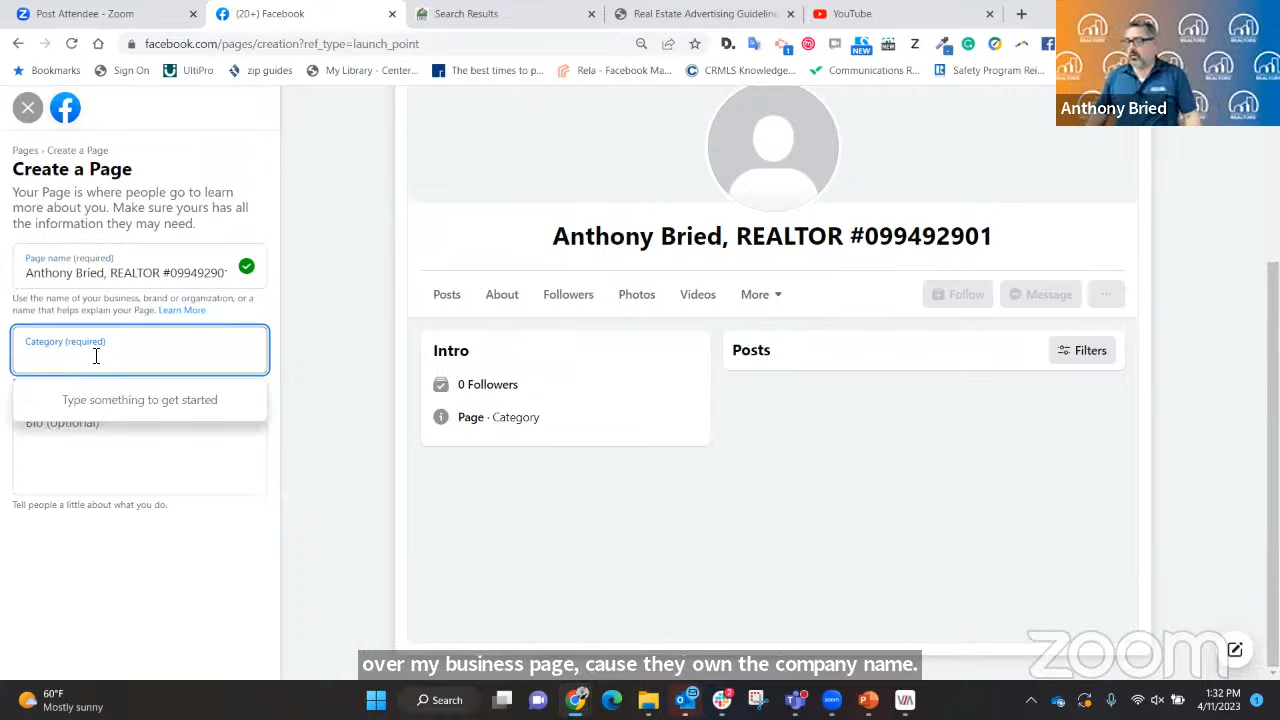 Post Attendee - Zoom
(20+) Facebook
Search Results
Real Estate Advertising Guideline
YouTube
facebook.com/pages/creation?ref_type=launch_point
NEW
NEW
Bookmarks
Sign On
UltiPro
zip guides
My Library - Center...
The best times to p...
Rela - Facebook Ma...
CRMLS Knowledge...
Communications R...
Safety Program Rei...
Anthony Bried
Pages › Create a Page
Create a Page
Your Page is where people go to learn
more about you. Make sure yours has all
the information they may need.
Page name (required)
Anthony Bried, REALTOR #09949290
Use the name of your business, brand or organization, or a
name that helps explain your Page. Learn More
Category (required)
Type something to get started
Bio (optional)
Tell people a little about what you do.
Anthony Bried, REALTOR #099492901
Posts
About
Followers
Photos
Videos
More
Follow
Message
Intro
0 Followers
Page · Category
Posts
Filters
over my business page, cause they own the company name.
zoom
60°F
Mostly sunny
Search
1:32 PM
4/11/2023